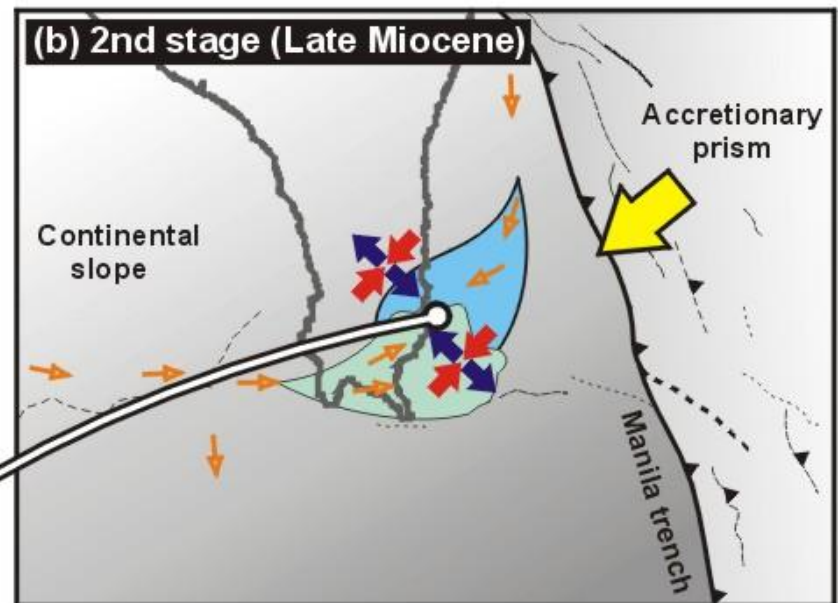 (b) 2nd stage (Late Miocene)
Accretionary
prism
Continental
slope
Manila trench